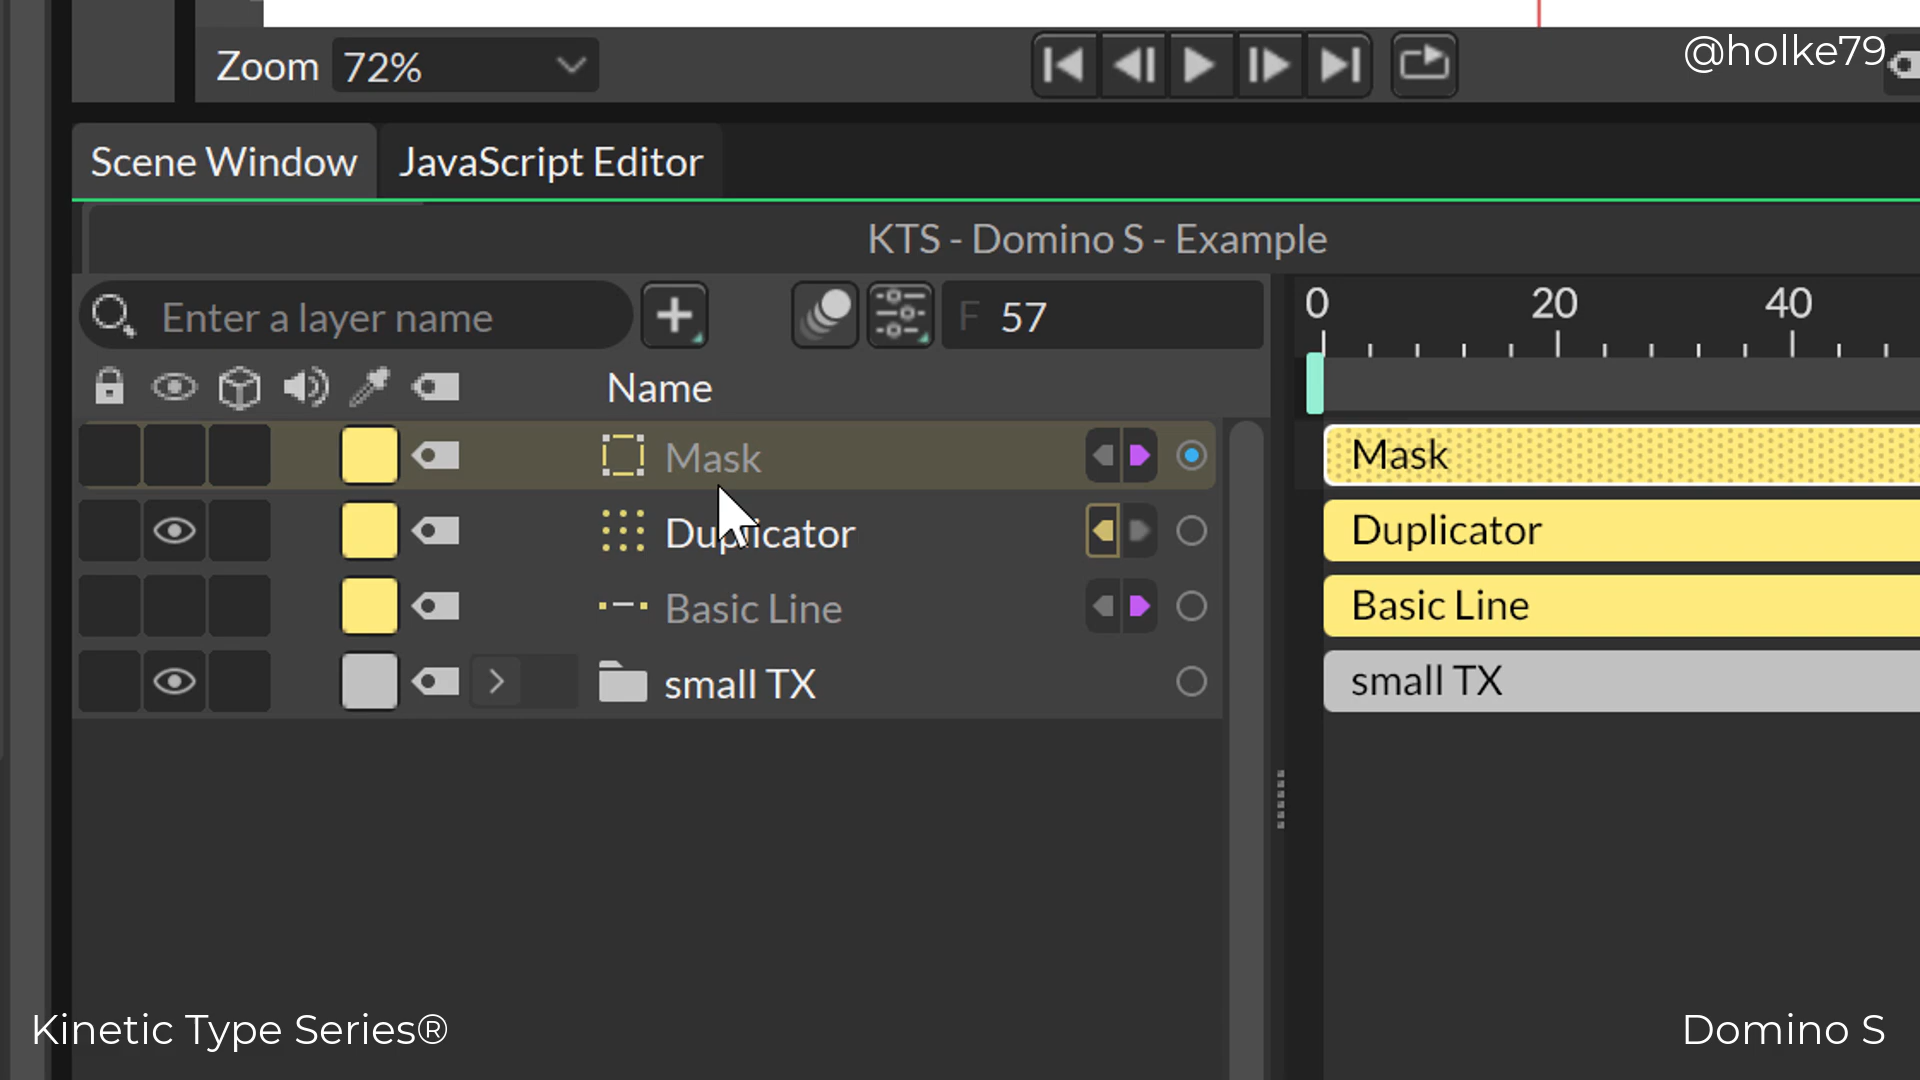 @holke79
Zoom 72%
Scene Window JavaScript Editor
KTS - Domino S - Example
Enter a layer name F 57 0 20 40
Name
Mask Mask
Duplicator Duplicator
Basic Line Basic Line
small TX small TX
Kinetic Type Series® Domino S